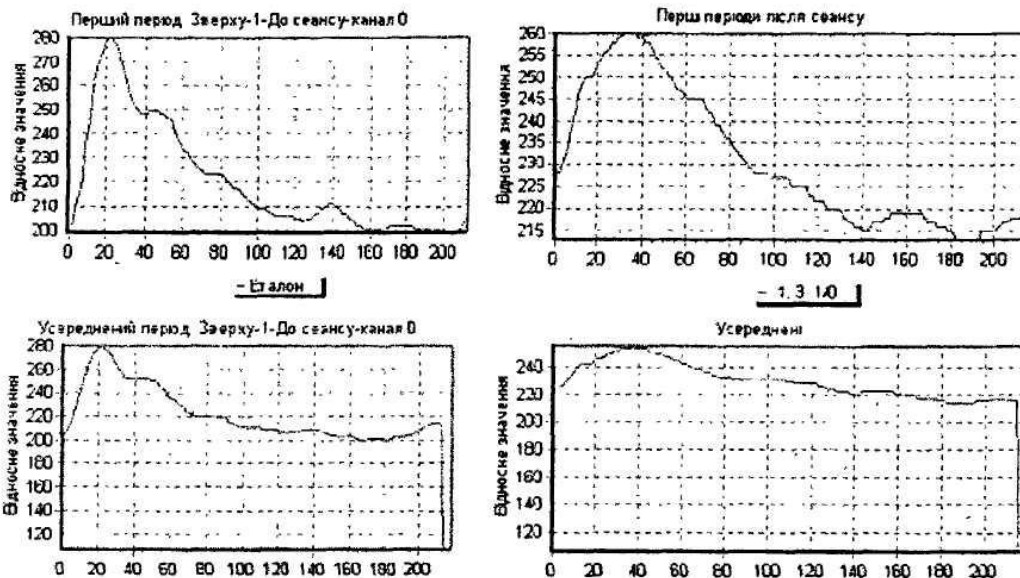 Перший період Зверху-1-До сеансу-канал 0
Відносне значення
280
270
260
250
240
230
220
210
200
0 20 40 60 80 100 120 140 160 180 200
- Еталон
Перш періоди після сеансу
Відносне значення
260
255
250
245
240
235
230
225
220
215
0 20 40 60 80 100 120 140 160 180 200
- 1, 3 1/0
Усереднений період Зверху-1-До сеансу-канал 0
Відносне значення
280
260
240
220
200
180
160
140
120
0 20 40 60 80 100 120 140 160 180 200
Усереднені
Відносне значення
240
220
200
180
160
140
120
0 20 40 60 80 100 120 140 160 180 200